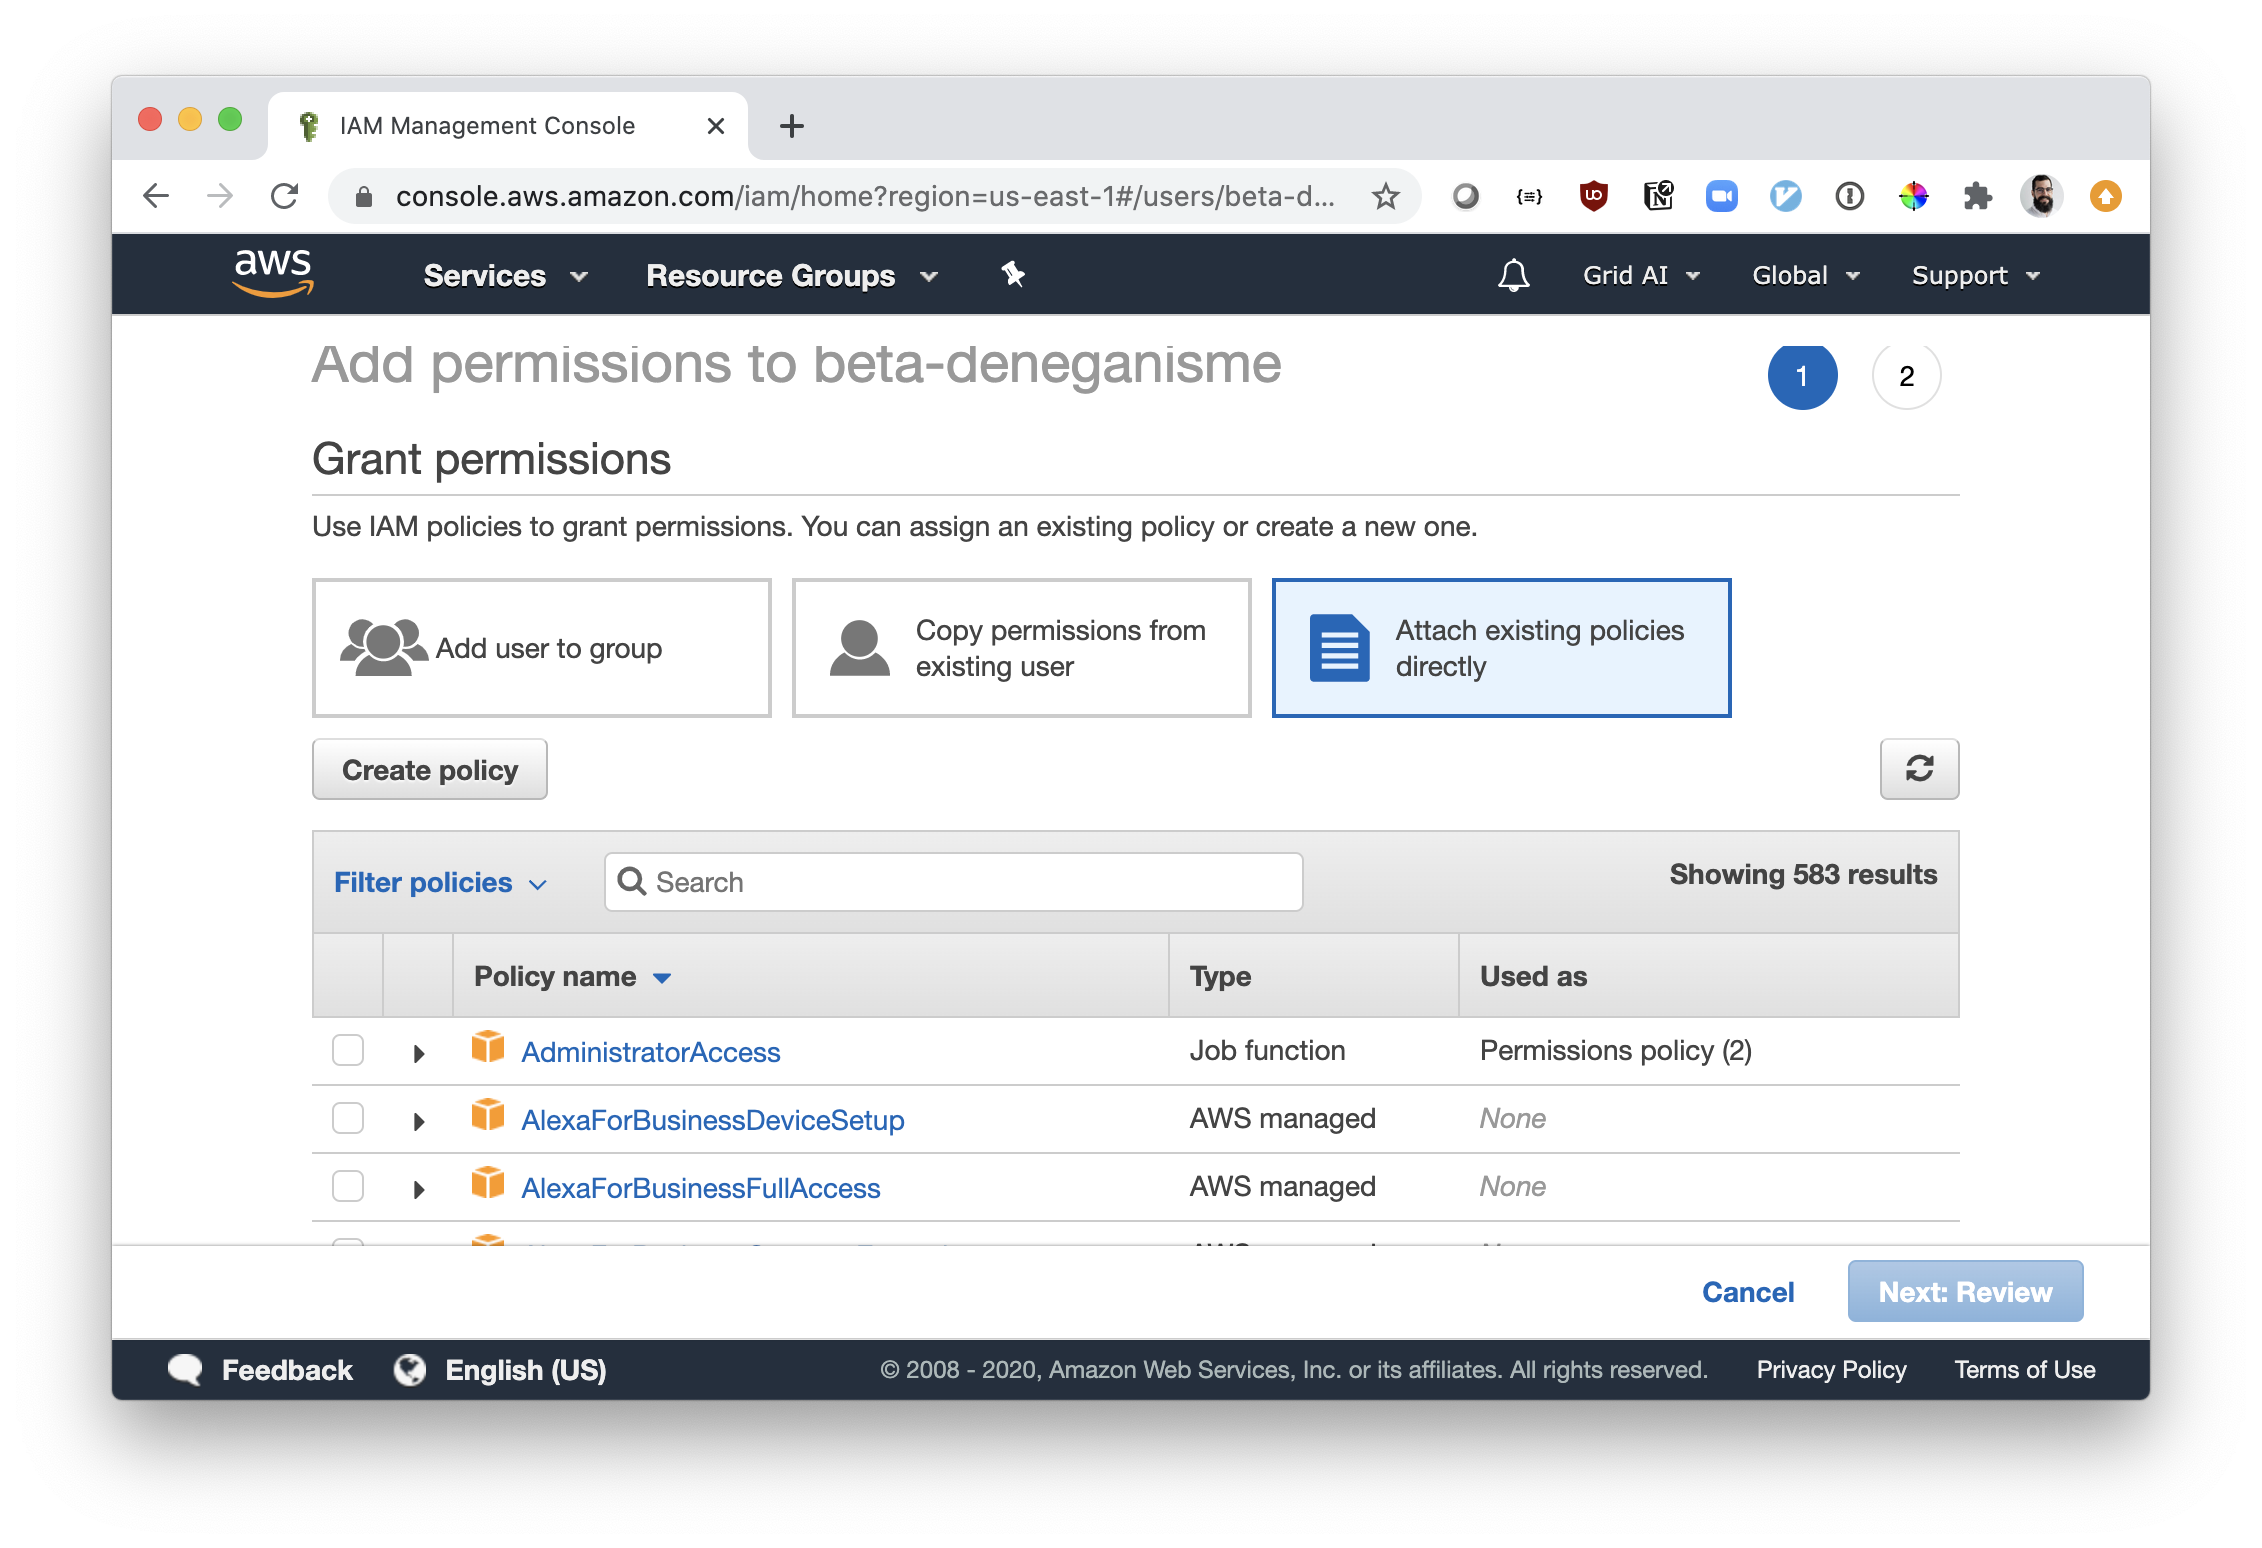 IAM Management Console
console.aws.amazon.com/iam/home?region=us-east-1#/users/beta-d...
aws Services Resource Groups Grid AI Global Support
Add permissions to beta-deneganisme 1 2
Grant permissions
Use IAM policies to grant permissions. You can assign an existing policy or create a new one.
Add user to group
Copy permissions from
existing user
Attach existing policies
directly
Create policy
Filter policies Search Showing 583 results
Policy name Type Used as
AdministratorAccess Job function Permissions policy (2)
AlexaForBusinessDeviceSetup AWS managed None
AlexaForBusinessFullAccess AWS managed None
Cancel Next: Review
Feedback English (US) © 2008 - 2020, Amazon Web Services, Inc. or its affiliates. All rights reserved. Privacy Policy Terms of Use